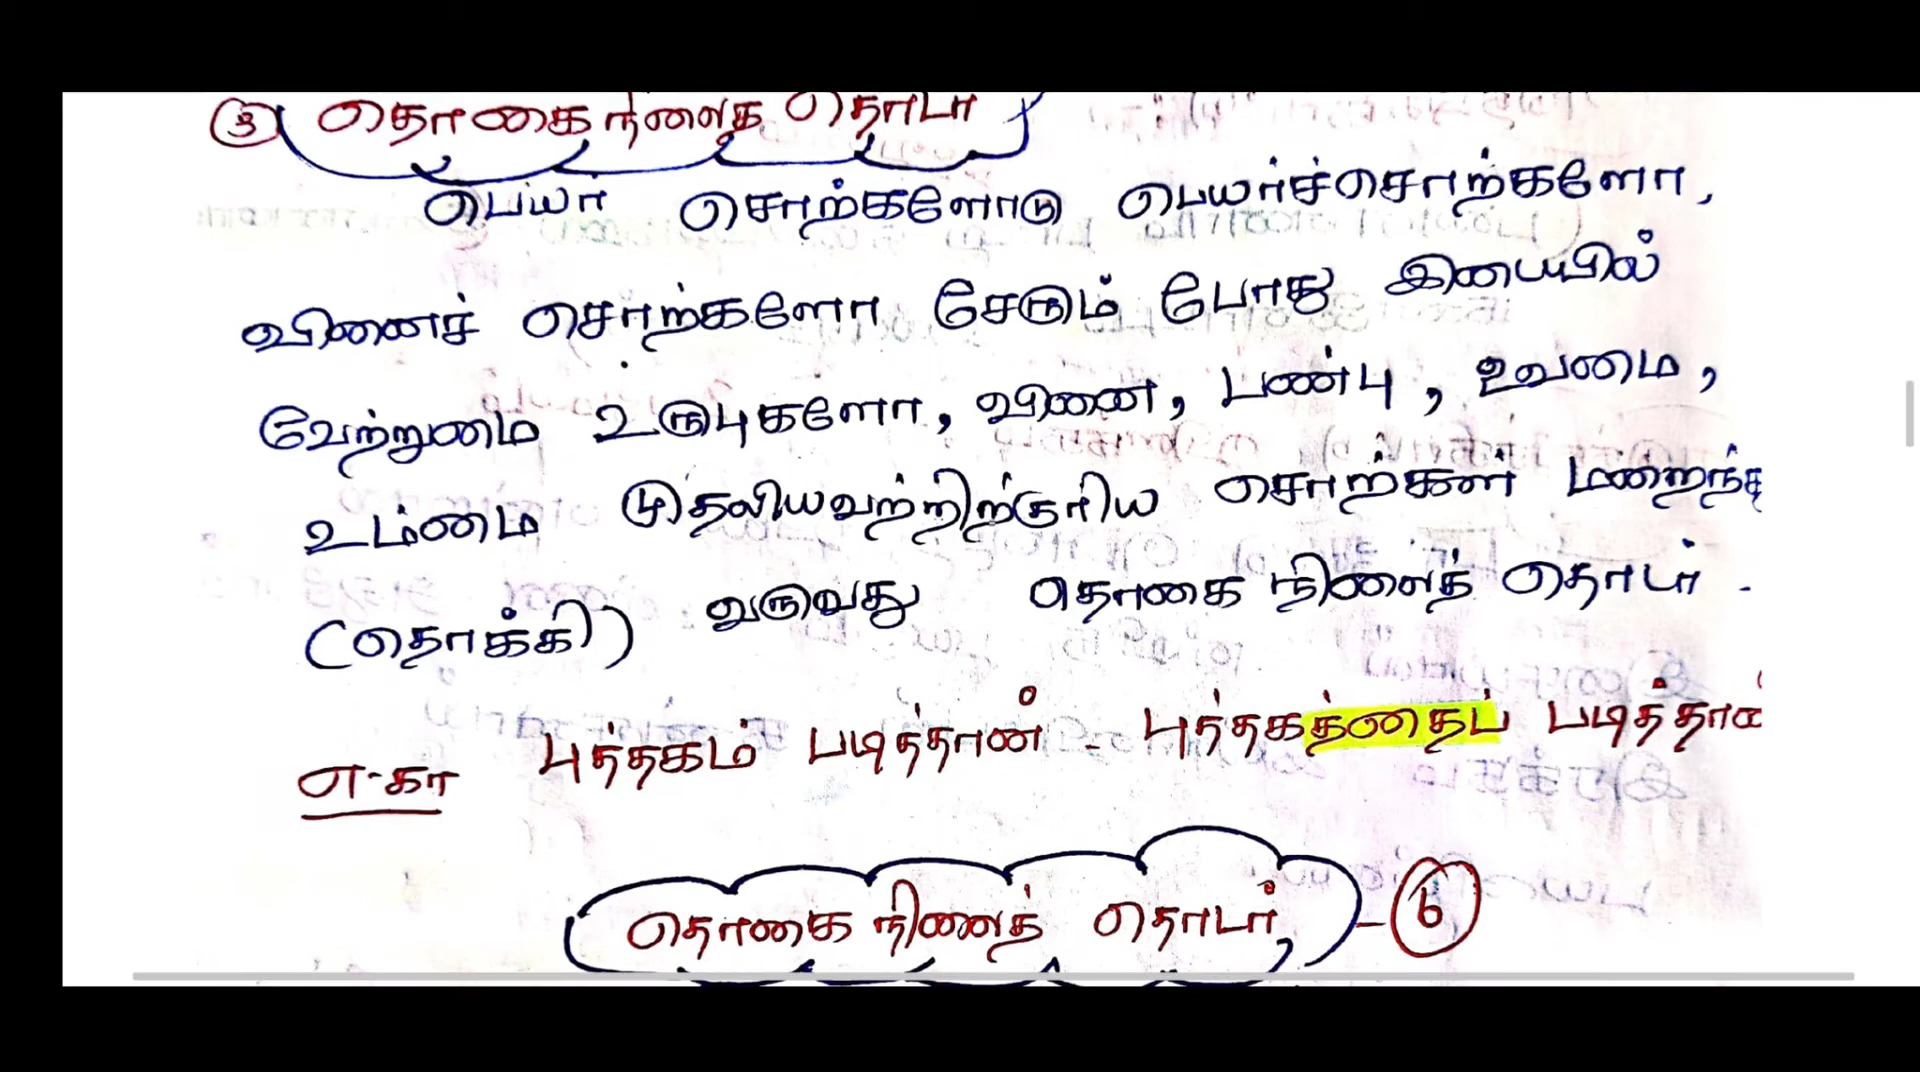 3) தொகைநிலைத் தொடர்
பெயர் சொற்களோடு பெயர்ச்சொற்களோ,
வினைச் சொற்களோ சேரும் போது இடையில்
வேற்றுமை உருபுகளோ, வினை, பண்பு, உவமை,
உம்மை முதலியவற்றிற்குரிய சொற்கள் மறைந்து
(தொக்கி) வருவது தொகை நிலைத் தொடர்.
எ-கா புத்தகம் படித்தான் - புத்தகத்தைப் படித்தான்
தொகை நிலைத் தொடர் - 6